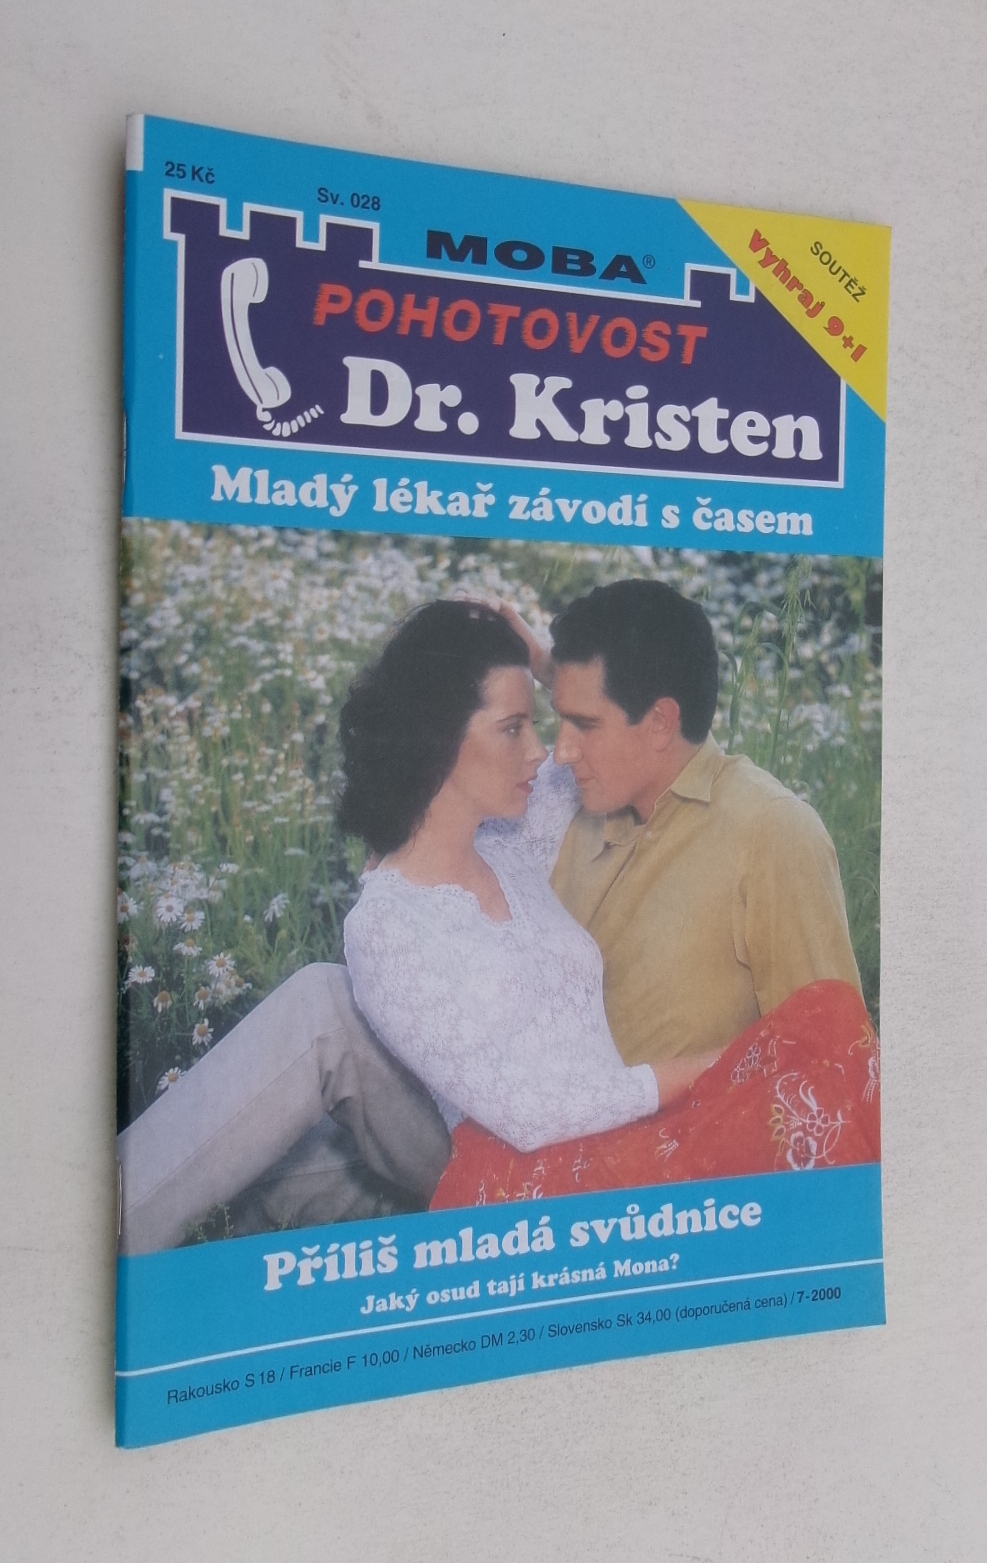 25 Kč
Sv. 028
MOBA®
SOUTĚŽ
Vyhraj 9+1
POHOTOVOST
Dr. Kristen
Mladý lékař závodí s časem
Příliš mladá svůdnice
Jaký osud tají krásná Mona?
Rakousko S 18 / Francie F 10,00 / Německo DM 2,30 / Slovensko Sk 34,00 (doporučená cena) / 7-2000